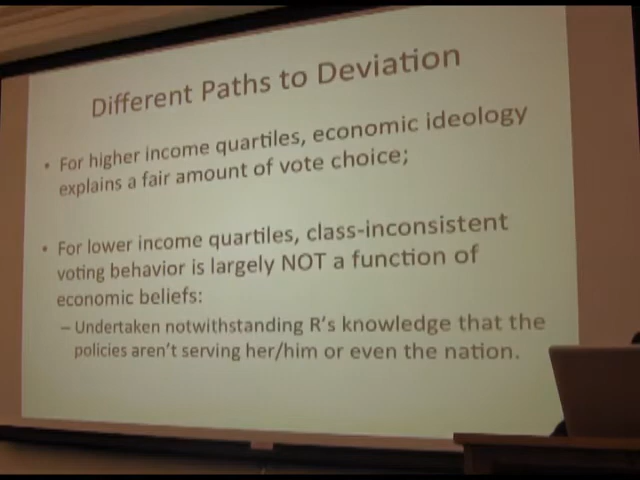 Different Paths to Deviation
• For higher income quartiles, economic ideology
explains a fair amount of vote choice;
• For lower income quartiles, class-inconsistent
voting behavior is largely NOT a function of
economic beliefs:
– Undertaken notwithstanding R's knowledge that the
policies aren't serving her/him or even the nation.